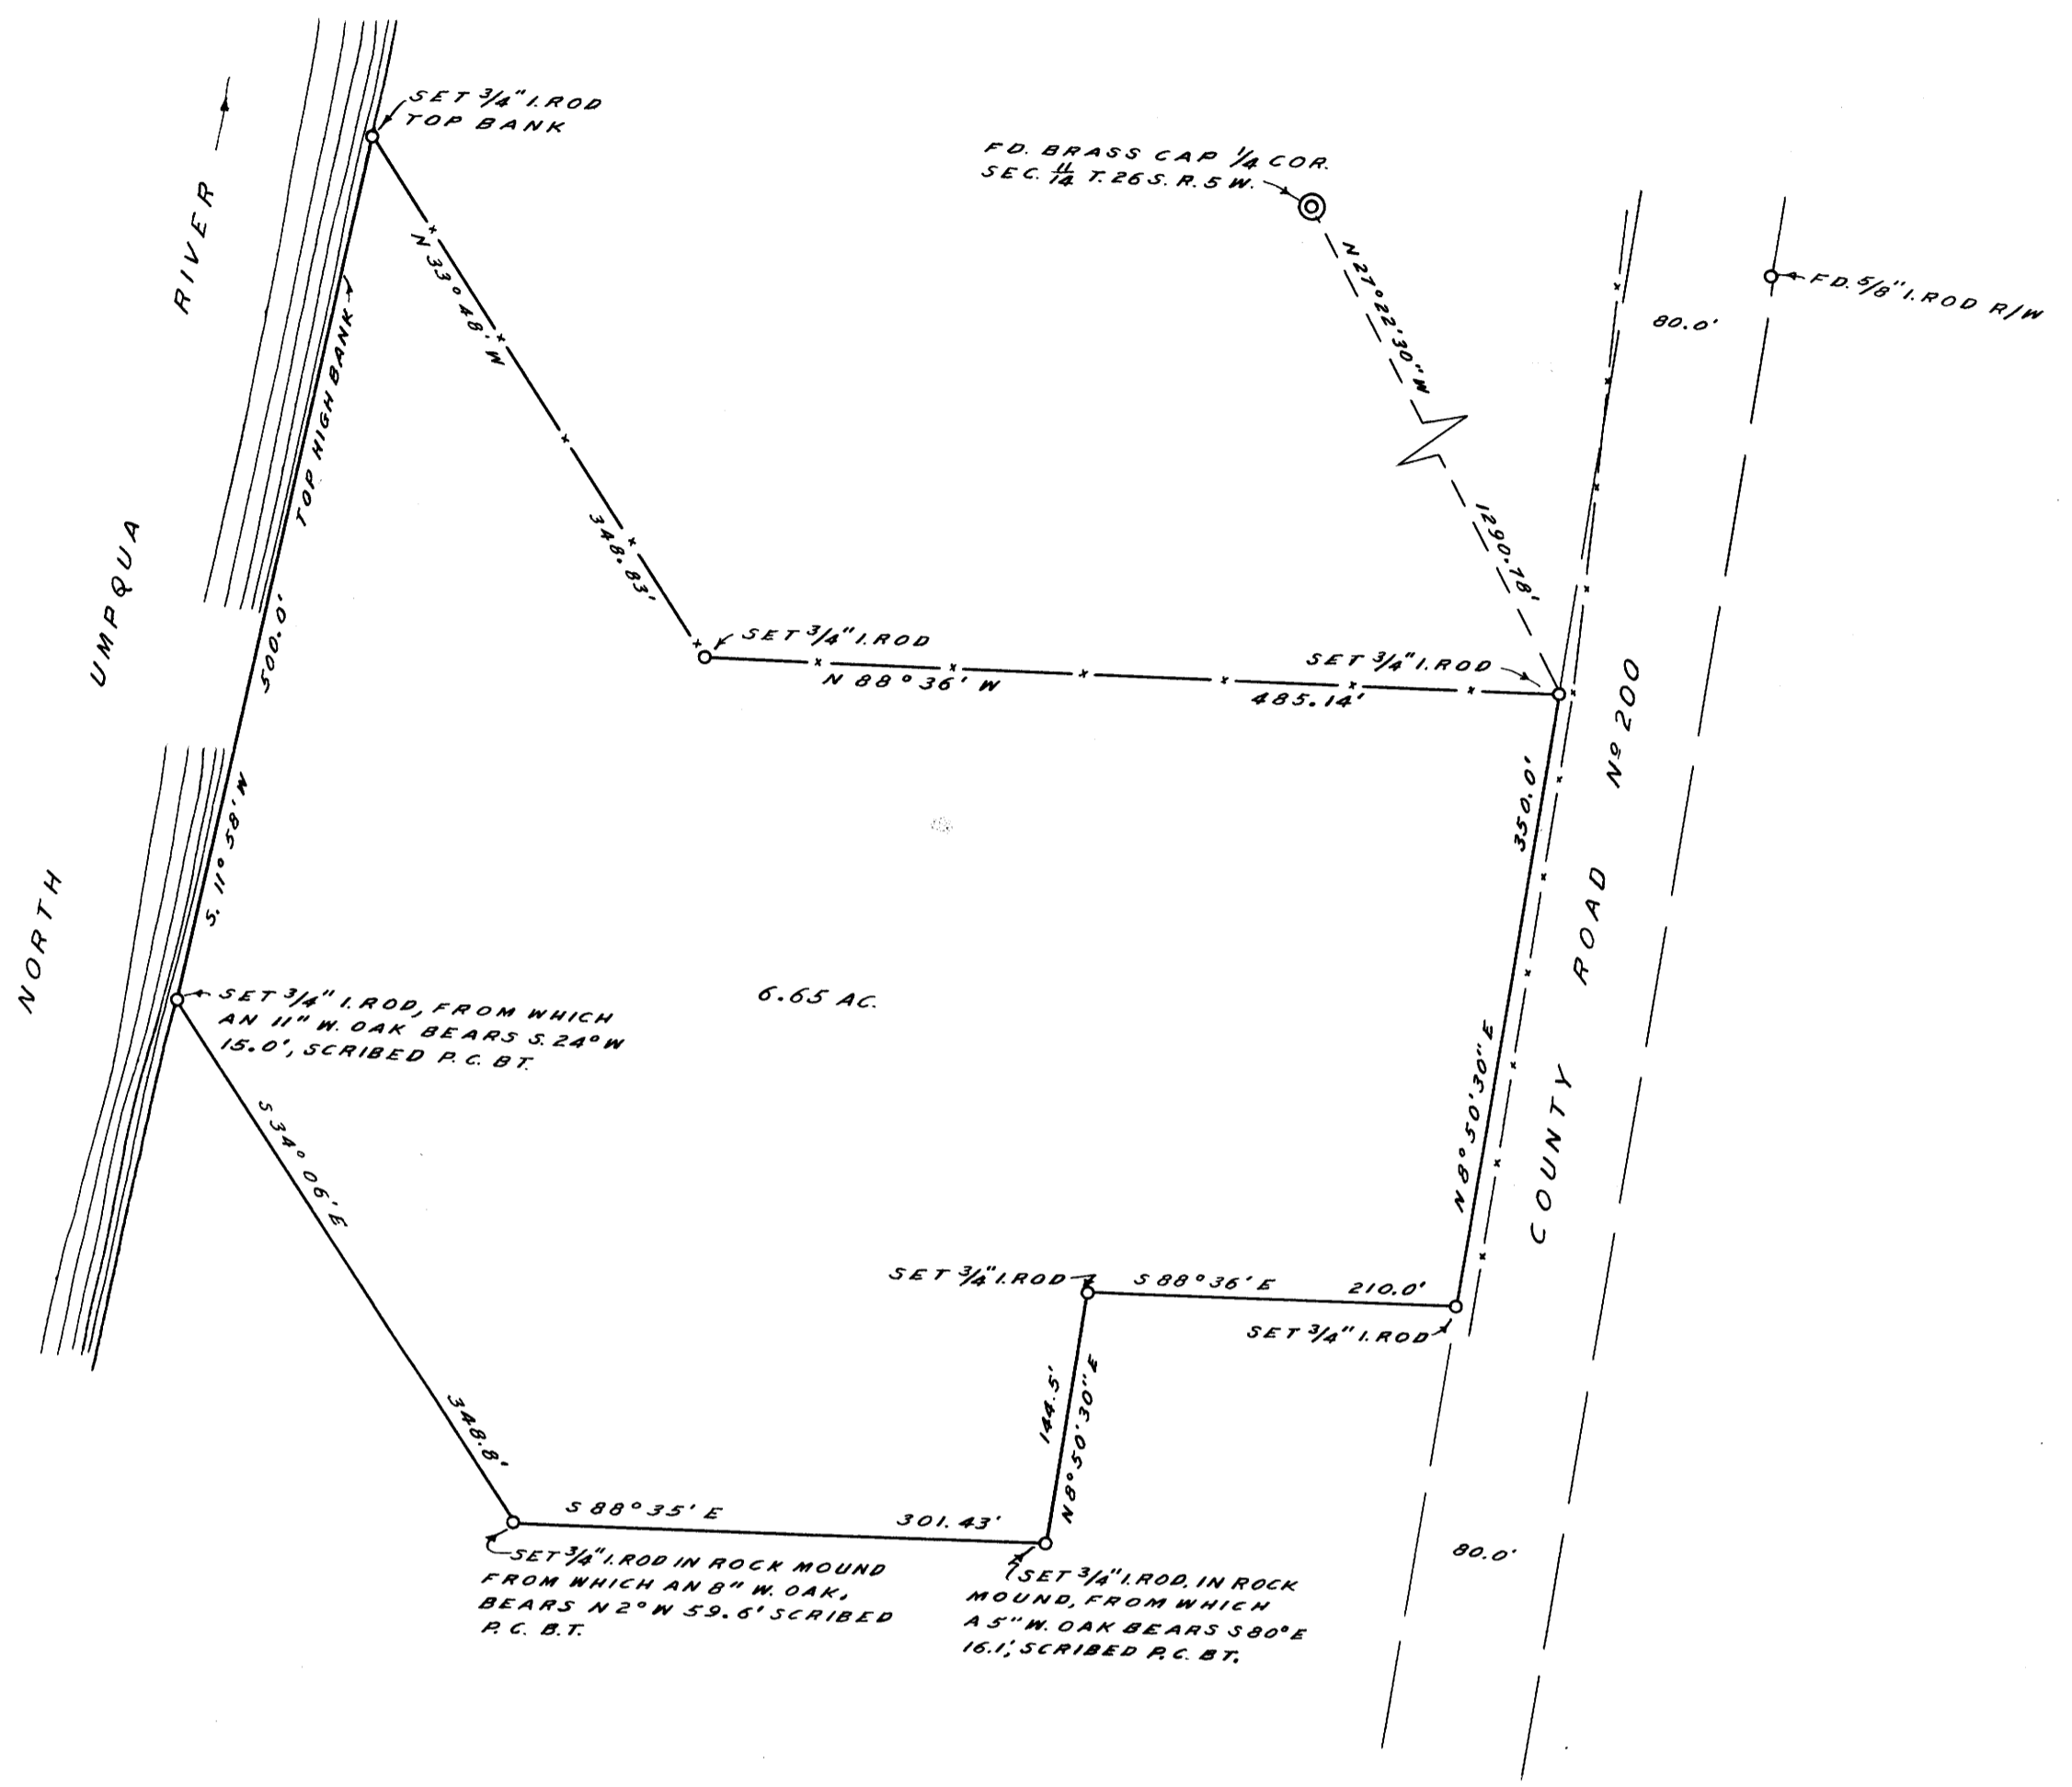 SET 3/4" I. ROD
TOP BANK
RIVER
FD. BRASS CAP 1/4 COR.
SEC. 11/14 T. 26 S. R. 5 W.
N 27° 22' 30" W
1290.78'
FD. 5/8" I. ROD R/W
80.0'
N 33° 48' W
348.83'
TOP HIGH BANK
500.0'
S. 11° 58' W
UMPQUA
NORTH
SET 3/4" I. ROD
N 88° 36' W
SET 3/4" I. ROD
485.14'
350.0'
N 8° 50' 30" E
COUNTY ROAD Nº 200
6.65 AC.
SET 3/4" I. ROD, FROM WHICH
AN 11" W. OAK BEARS S. 24° W
15.0', SCRIBED P. C. BT.
S 34° 06' E
348.8'
SET 3/4" I. ROD
S 88° 36' E 210.0'
SET 3/4" I. ROD
144.5'
N 8° 50' 30" E
S 88° 35' E 301.43'
SET 3/4" I. ROD IN ROCK MOUND
FROM WHICH AN 8" W. OAK,
BEARS N 2° W 59.6' SCRIBED
P. C. B.T.
SET 3/4" I. ROD, IN ROCK
MOUND, FROM WHICH
A 5" W. OAK BEARS S 80° E
16.1', SCRIBED P. C. BT.
80.0'